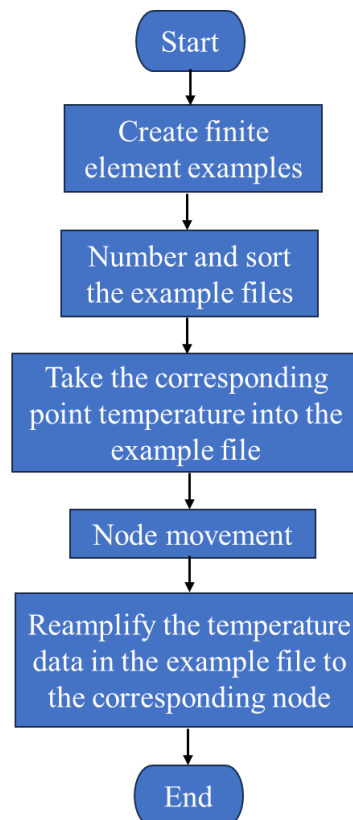 Start
Create finite
element examples
Number and sort
the example files
Take the corresponding
point temperature into the
example file
Node movement
Reamplify the temperature
data in the example file to
the corresponding node
End